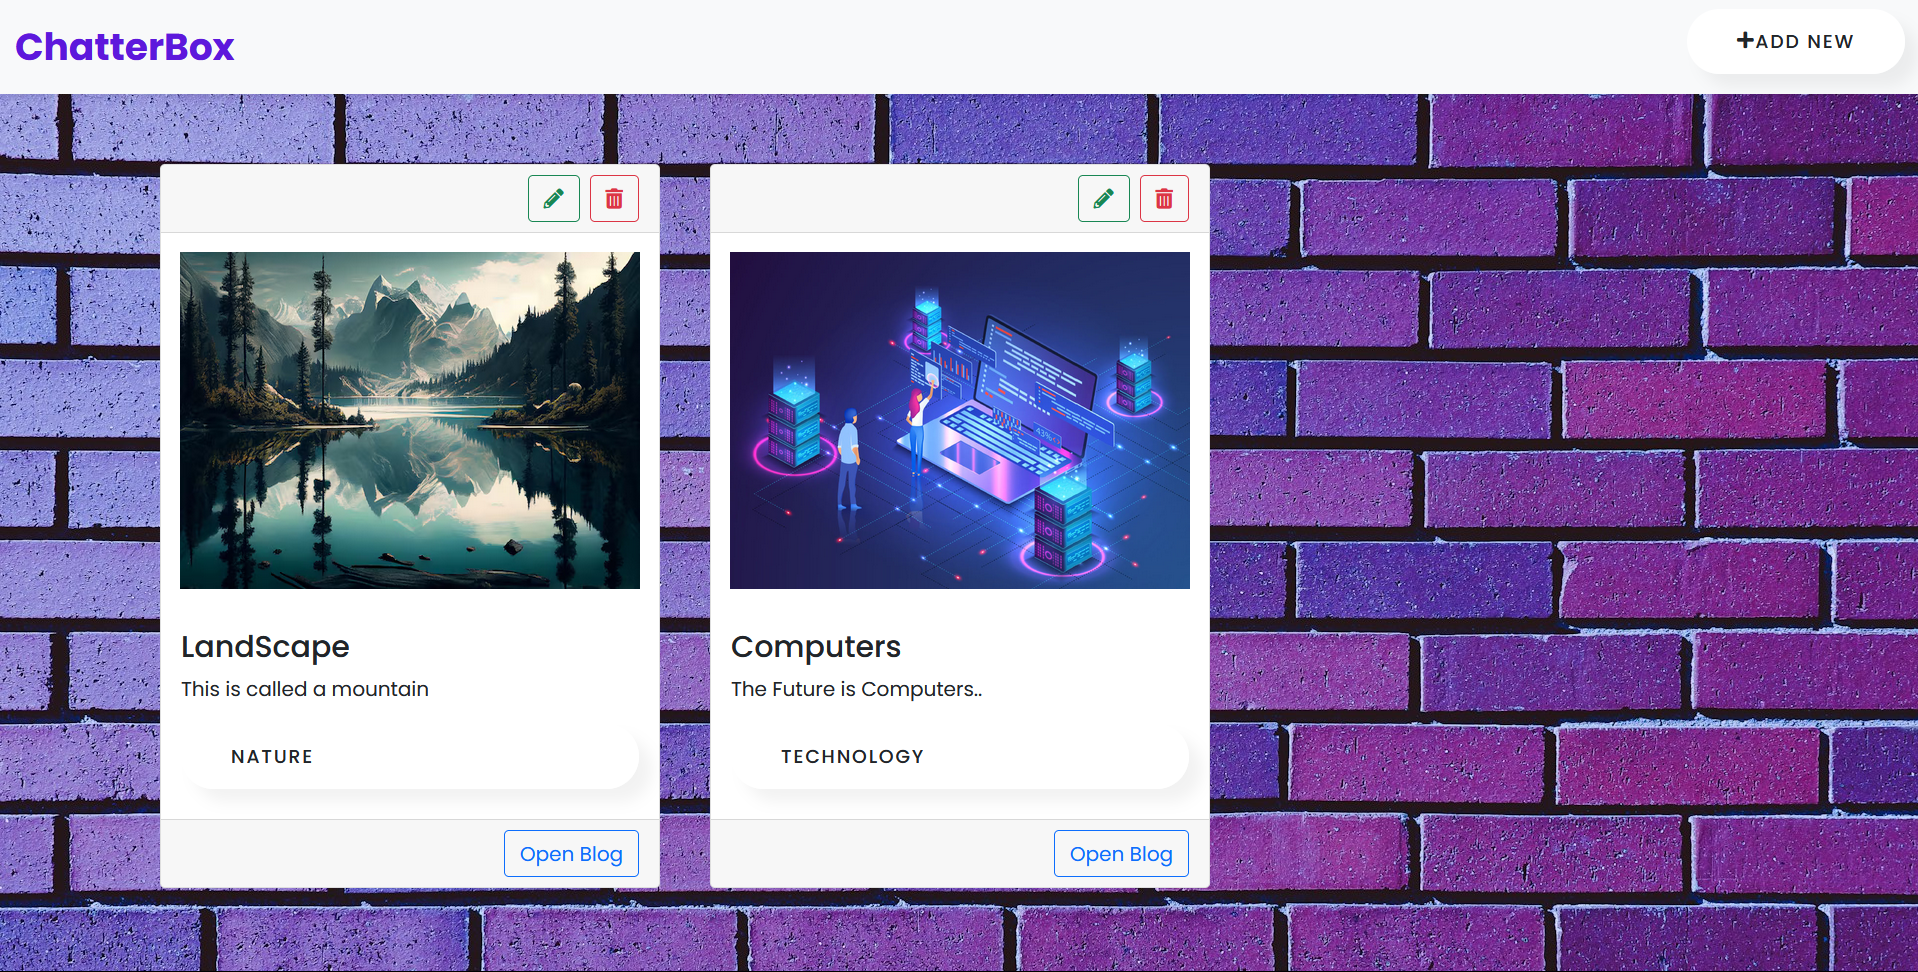 ChatterBox
ADD NEW
LandScape
This is called a mountain
NATURE
Open Blog
43%
Computers
The Future is Computers..
TECHNOLOGY
Open Blog